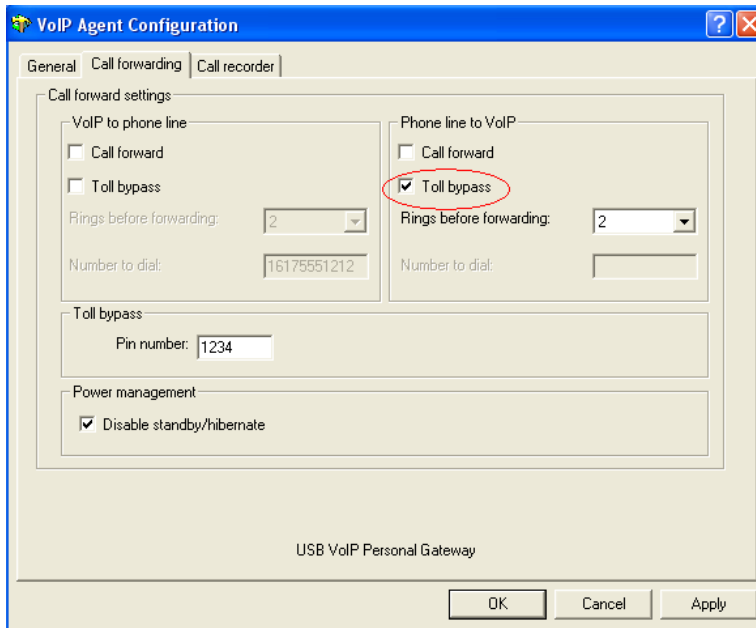 VoIP Agent Configuration
General Call forwarding Call recorder
Call forward settings
VoIP to phone line
Call forward
Toll bypass
Rings before forwarding: 2
Number to dial: 16175551212
Phone line to VoIP
Call forward
Toll bypass
Rings before forwarding: 2
Number to dial:
Toll bypass
Pin number: 1234
Power management
Disable standby/hibernate
USB VoIP Personal Gateway
OK Cancel Apply